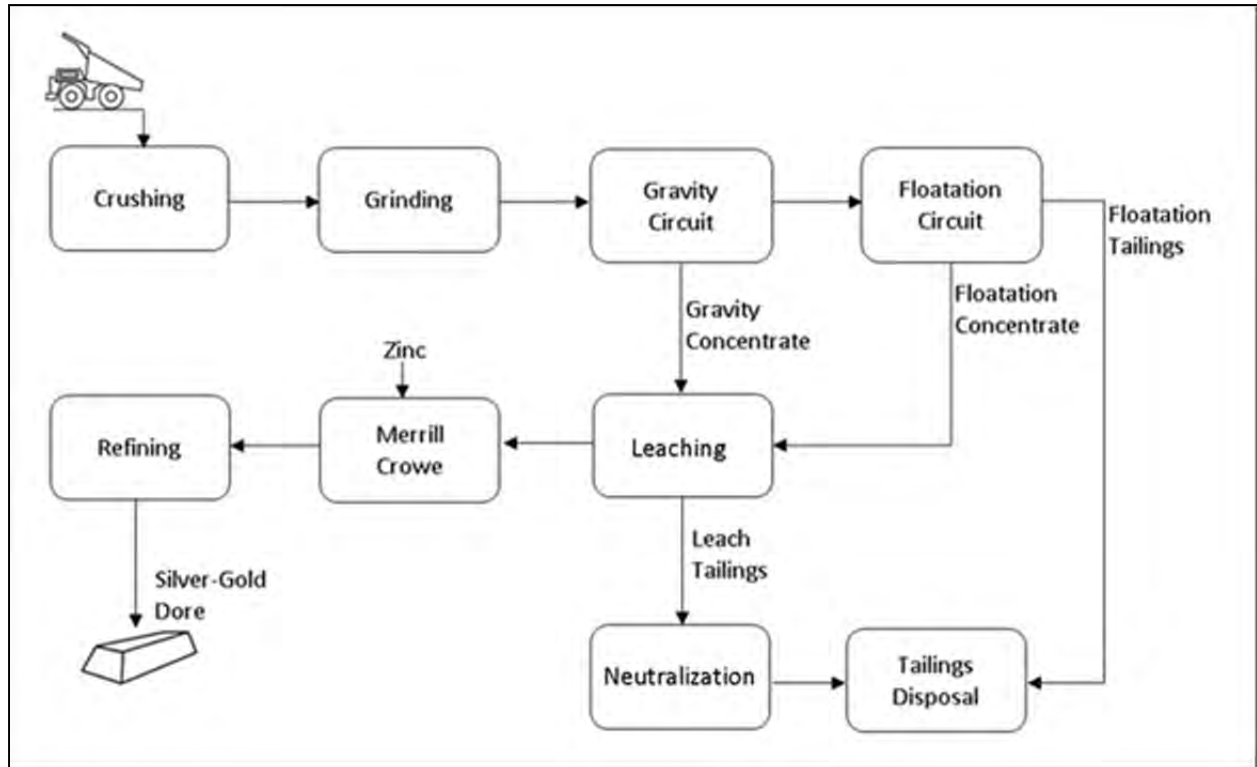 Crushing
Grinding
Gravity
Circuit
Floatation
Circuit
Floatation
Tailings
Gravity
Concentrate
Floatation
Concentrate
Zinc
Refining
Merrill
Crowe
Leaching
Silver-Gold
Dore
Leach
Tailings
Neutralization
Tailings
Disposal